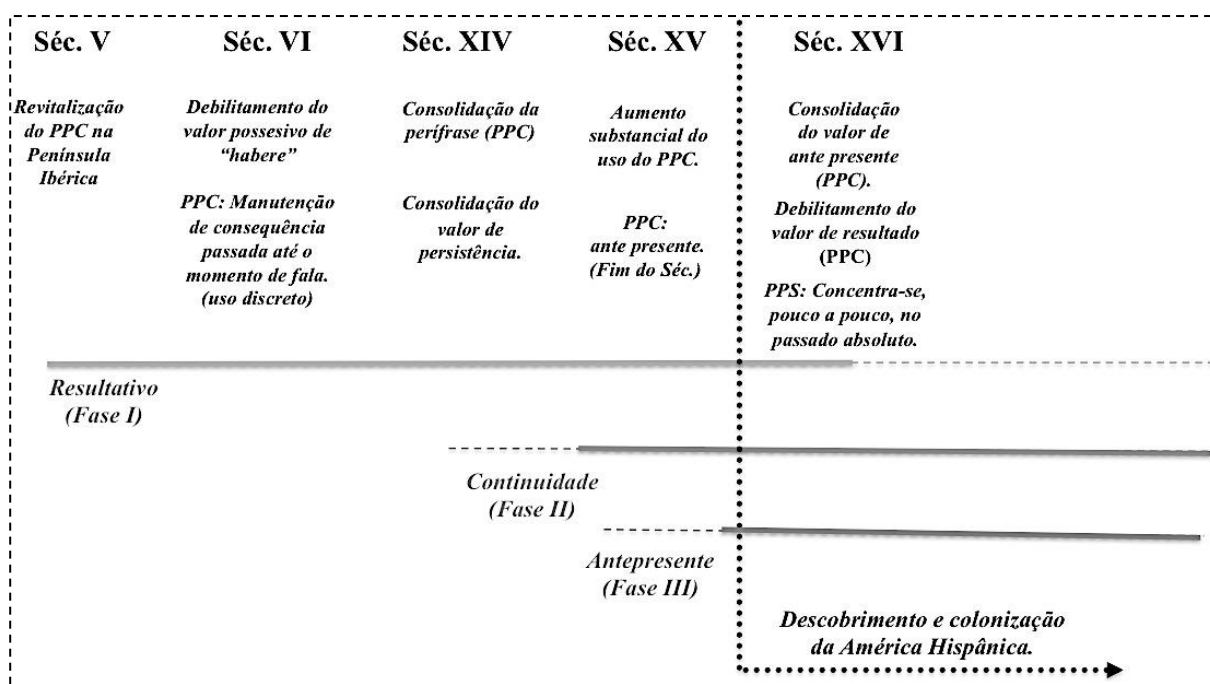 Séc. V
Séc. VI
Séc. XIV
Séc. XV
Séc. XVI
Revitalização
do PPC na
Península
Ibérica
Debilitamento do
valor possesivo de
“habere”
PPC: Manutenção
de consequência
passada até o
momento de fala.
(uso discreto)
Consolidação da
perífrase (PPC)
Consolidação do
valor de
persistência.
Aumento
substancial do
uso do PPC.
PPC:
ante presente.
(Fim do Séc.)
Consolidação
do valor de
ante presente
(PPC).
Debilitamento do
valor de resultado
(PPC)
PPS: Concentra-se,
pouco a pouco, no
passado absoluto.
Resultativo
(Fase I)
Continuidade
(Fase II)
Antepresente
(Fase III)
Descobrimento e colonização
da América Hispânica.